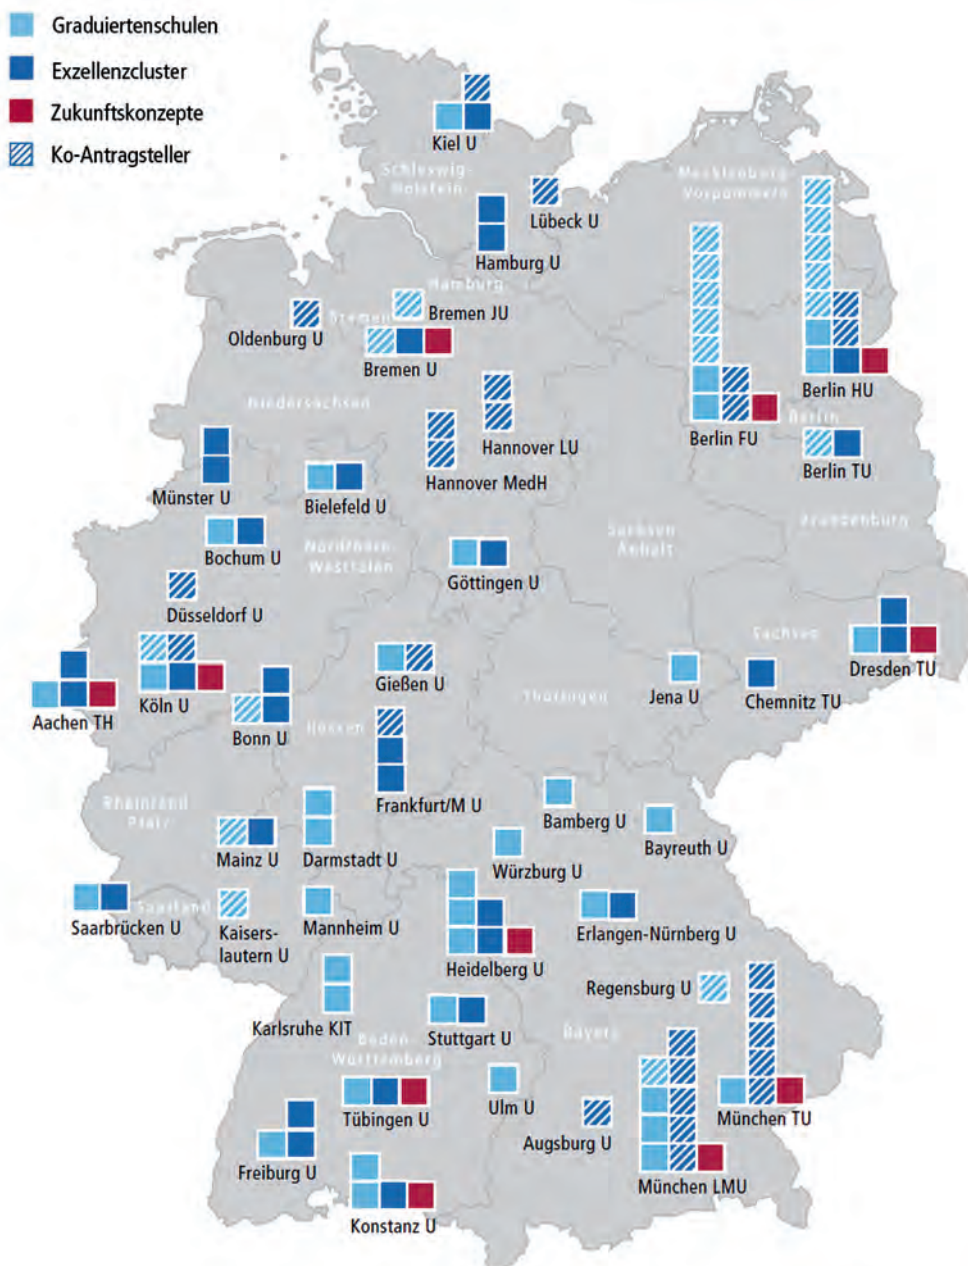 Graduiertenschulen
Exzellenzcluster
Zukunftskonzepte
Ko-Antragsteller
Kiel U
Schleswig-
Holstein
Mecklenburg-
Vorpommern
Lübeck U
Hamburg U
Hamburg
Bremen JU
Bremen
Oldenburg U
Bremen U
Berlin HU
Niedersachsen
Berlin
Berlin FU
Hannover LU
Berlin TU
Hannover MedH
Münster U
Bielefeld U
Brandenburg
Sachsen
Anhalt
Bochum U
Nordrhein-
Westfalen
Göttingen U
Düsseldorf U
Sachsen
Dresden TU
Gießen U
Jena U
Chemnitz TU
Thüringen
Köln U
Aachen TH
Bonn U
Hessen
Frankfurt/M U
Rheinland
Pfalz
Bamberg U
Bayreuth U
Mainz U
Darmstadt U
Würzburg U
Saarland
Saarbrücken U
Kaisers-
lautern U
Mannheim U
Erlangen-Nürnberg U
Heidelberg U
Regensburg U
Karlsruhe KIT
Stuttgart U
Bayern
Baden-
Württemberg
Tübingen U
Ulm U
München TU
Augsburg U
Freiburg U
München LMU
Konstanz U